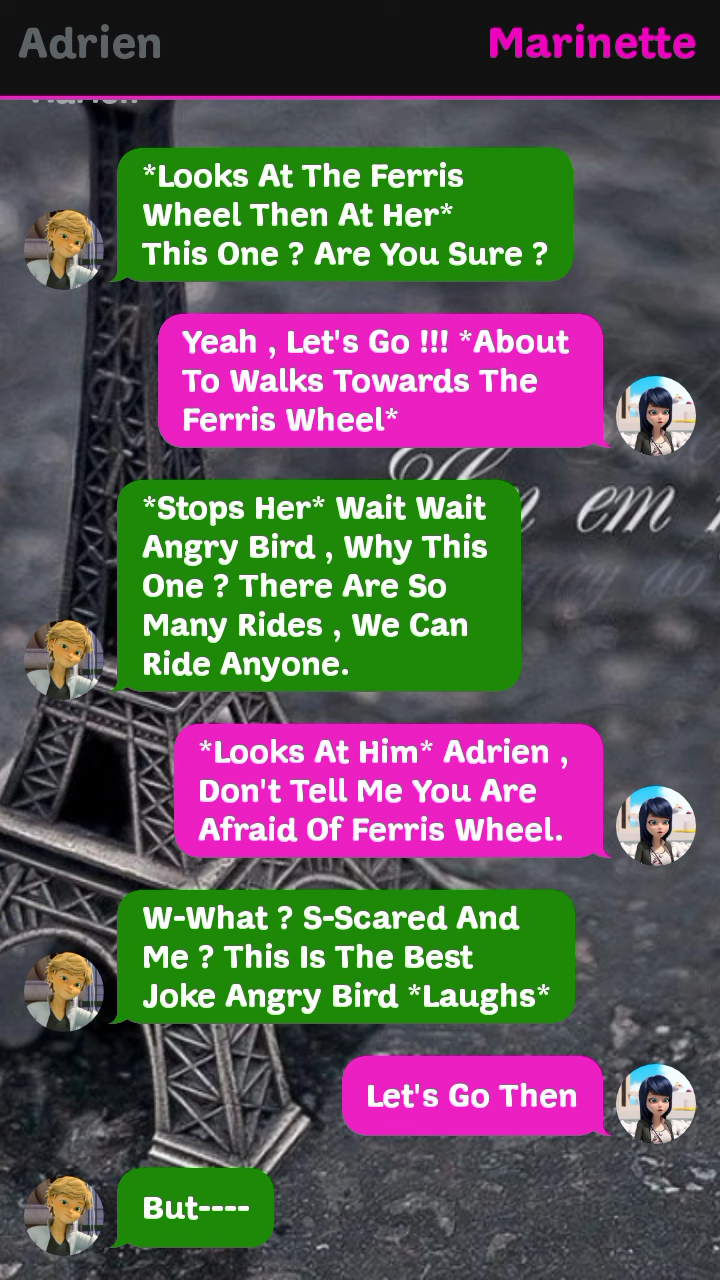 Adrien
Marinette
Adrien
*Looks At The Ferris
Wheel Then At Her*
This One ? Are You Sure ?
Yeah , Let's Go !!! *About
To Walks Towards The
Ferris Wheel*
em
*Stops Her* Wait Wait
Angry Bird , Why This
One ? There Are So
Many Rides , We Can
Ride Anyone.
*Looks At Him* Adrien ,
Don't Tell Me You Are
Afraid Of Ferris Wheel.
W-What ? S-Scared And
Me ? This Is The Best
Joke Angry Bird *Laughs*
Let's Go Then
But----